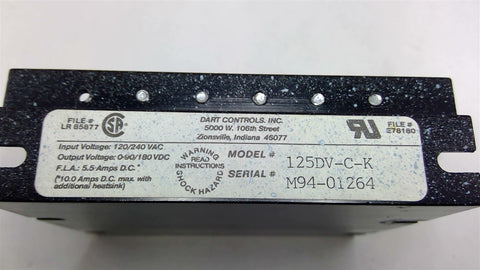 FILE #
LR 65877
DART CONTROLS, INC.
5000 W. 106th Street
Zionsville, Indiana 46077
FILE #
E78180
Input Voltage: 120/240 VAC
Output Voltage: 0-90/180 VDC
F.L.A.: 5.5 Amps D.C. *
(*10.0 Amps D.C. max. with
additional heatsink)
WARNING
READ
INSTRUCTIONS
SHOCK HAZARD
MODEL # 125DV-C-K
SERIAL # M94-01264